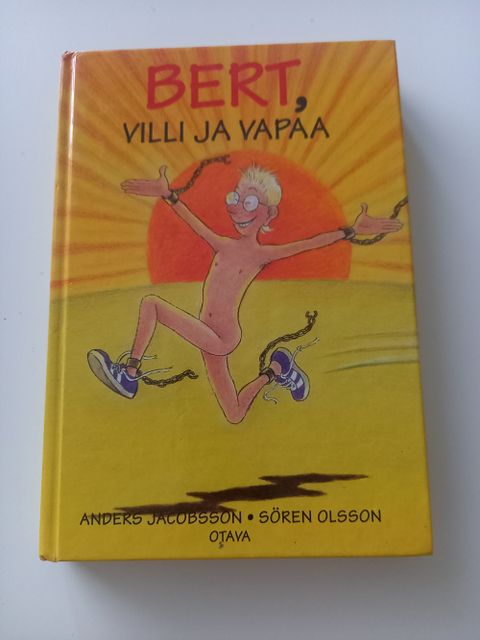 BERT,
VILLI JA VAPAA
ANDERS JACOBSSON • SÖREN OLSSON
OTAVA